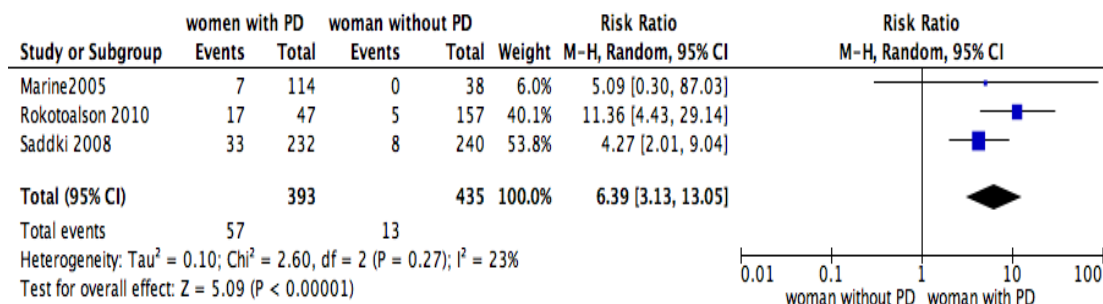 women with PD woman without PD Risk Ratio Risk Ratio
Study or Subgroup Events Total Events Total Weight M-H, Random, 95% CI M-H, Random, 95% CI
Marine2005 7 114 0 38 6.0% 5.09 [0.30, 87.03]
Rokotoalson 2010 17 47 5 157 40.1% 11.36 [4.43, 29.14]
Saddki 2008 33 232 8 240 53.8% 4.27 [2.01, 9.04]
Total (95% CI) 393 435 100.0% 6.39 [3.13, 13.05]
Total events 57 13
Heterogeneity: Tau² = 0.10; Chi² = 2.60, df = 2 (P = 0.27); I² = 23%
Test for overall effect: Z = 5.09 (P < 0.00001)
0.01 0.1 1 10 100
woman without PD woman with PD